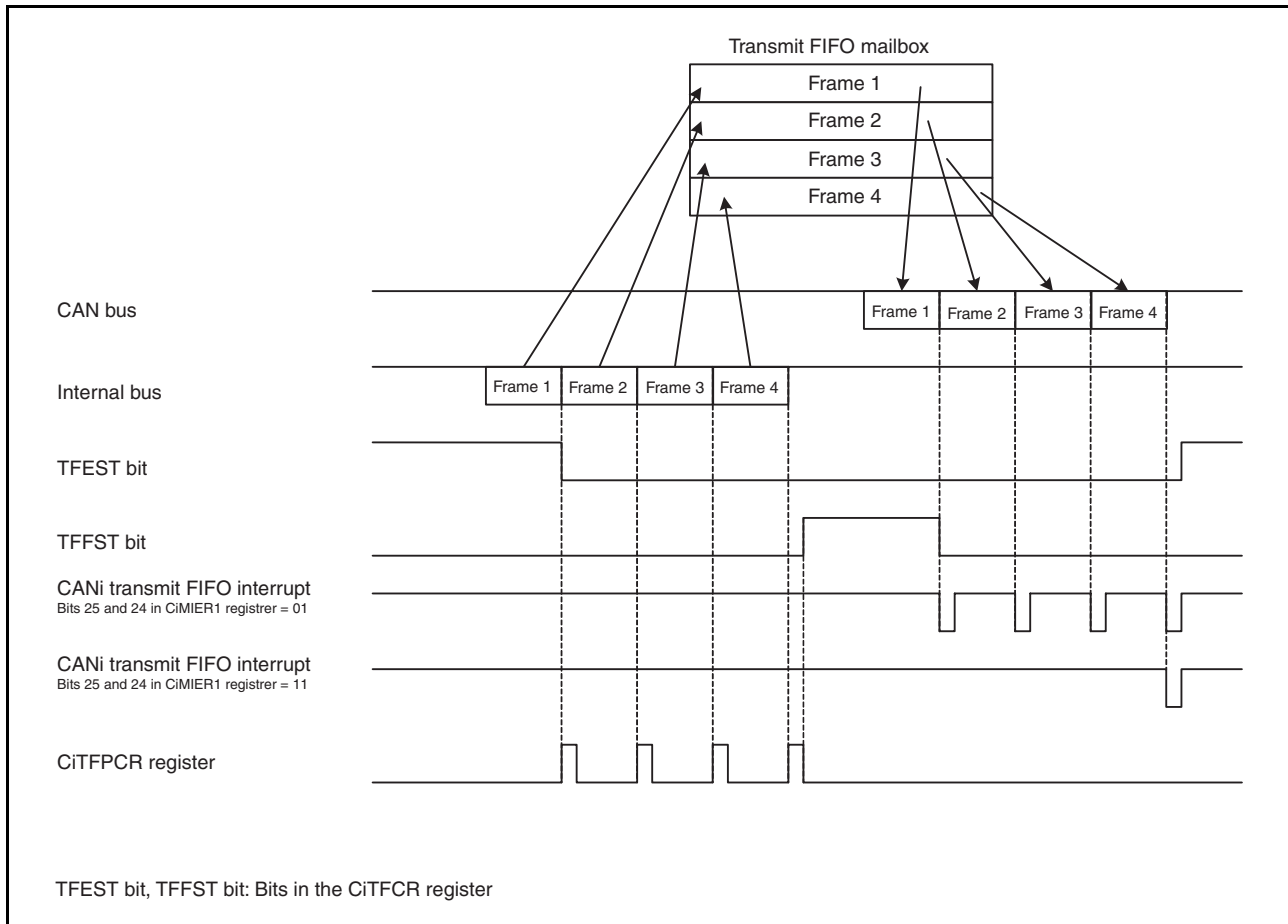 Transmit FIFO mailbox
Frame 1
Frame 2
Frame 3
Frame 4
CAN bus
Frame 1 Frame 2 Frame 3 Frame 4
Internal bus
Frame 1 Frame 2 Frame 3 Frame 4
TFEST bit
TFFST bit
CANi transmit FIFO interrupt
Bits 25 and 24 in CiMIER1 registrer = 01
CANi transmit FIFO interrupt
Bits 25 and 24 in CiMIER1 registrer = 11
CiTFPCR register
TFEST bit, TFFST bit: Bits in the CiTFCR register